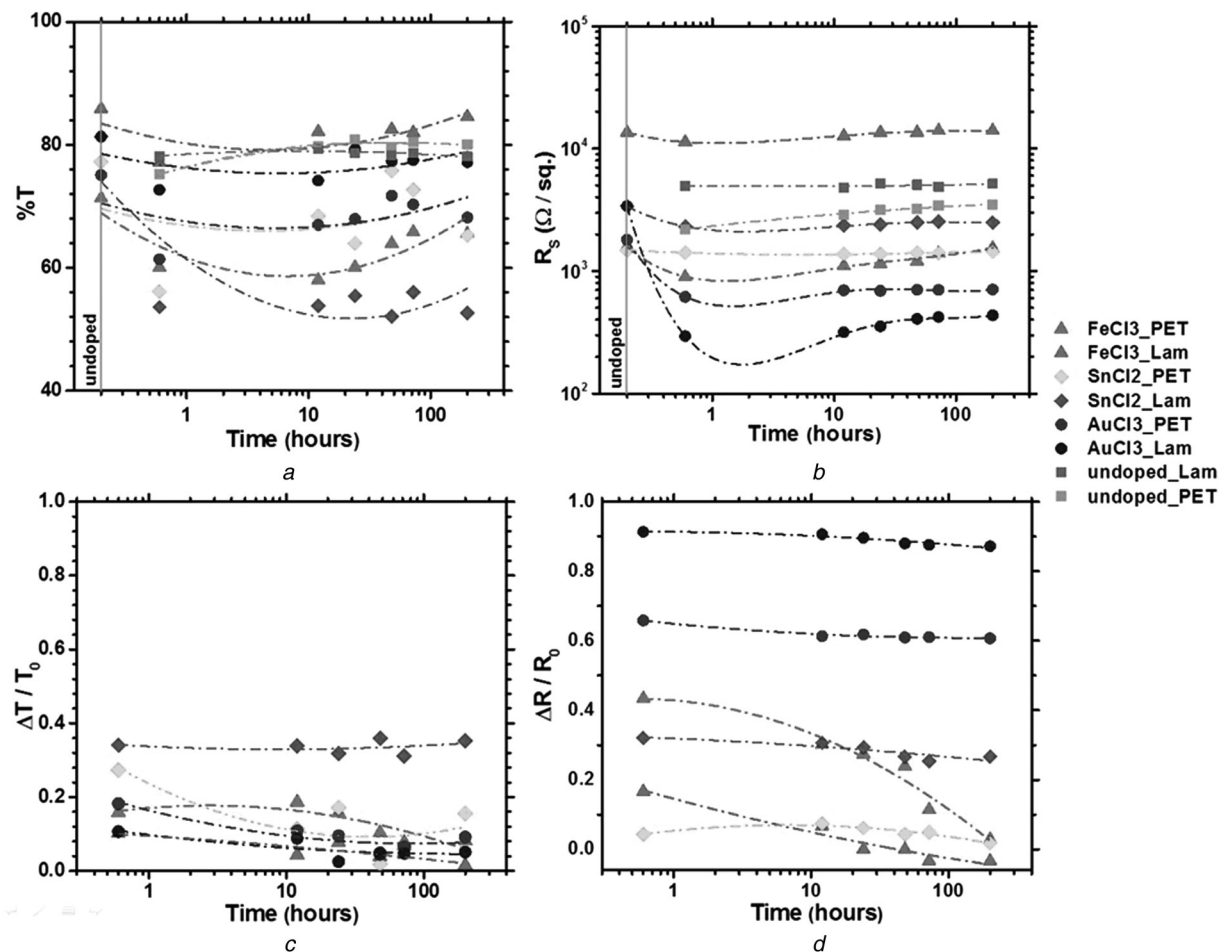 100
80
60
40
%T
undoped
1
10
100
Time (hours)
a
10^5
10^4
10^3
10^2
R_S (Ω / sq.)
undoped
1
10
100
Time (hours)
b
FeCl3_PET
FeCl3_Lam
SnCl2_PET
SnCl2_Lam
AuCl3_PET
AuCl3_Lam
undoped_Lam
undoped_PET
1.0
0.8
0.6
0.4
0.2
0.0
ΔT / T_0
1
10
100
Time (hours)
c
1.0
0.8
0.6
0.4
0.2
0.0
ΔR / R_0
1
10
100
Time (hours)
d